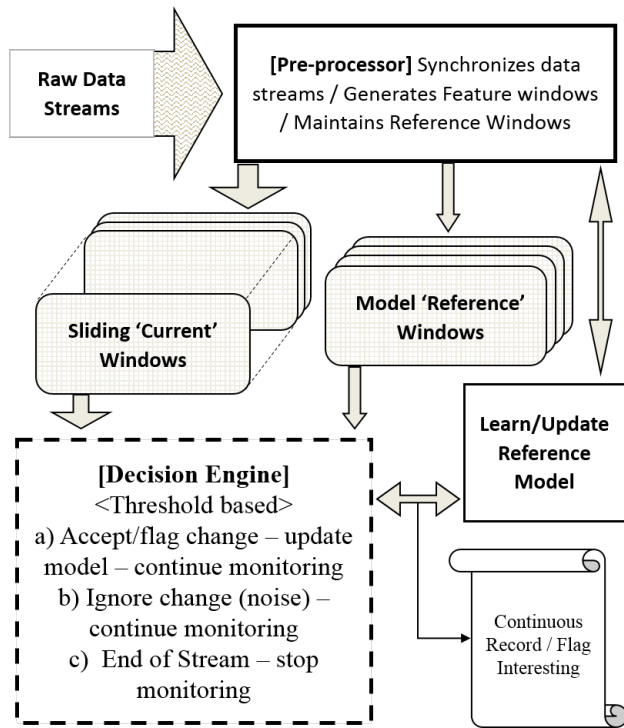 Raw Data
Streams
[Pre-processor] Synchronizes data
streams / Generates Feature windows
/ Maintains Reference Windows
Sliding ‘Current’
Windows
Model ‘Reference’
Windows
Learn/Update
Reference
Model
[Decision Engine]
<Threshold based>
a) Accept/flag change – update
model – continue monitoring
b) Ignore change (noise) –
continue monitoring
c) End of Stream – stop
monitoring
Continuous
Record / Flag
Interesting